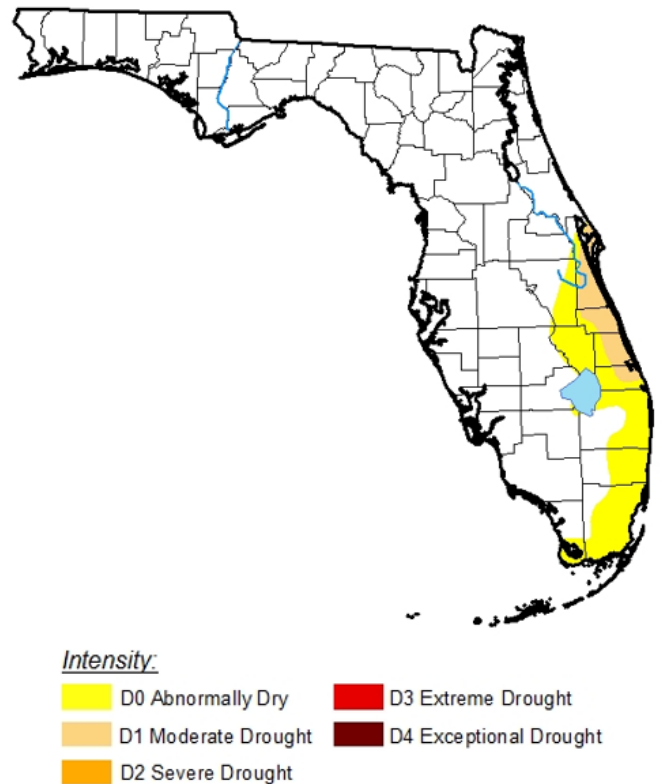 Intensity:
D0 Abnormally Dry
D1 Moderate Drought
D2 Severe Drought
D3 Extreme Drought
D4 Exceptional Drought